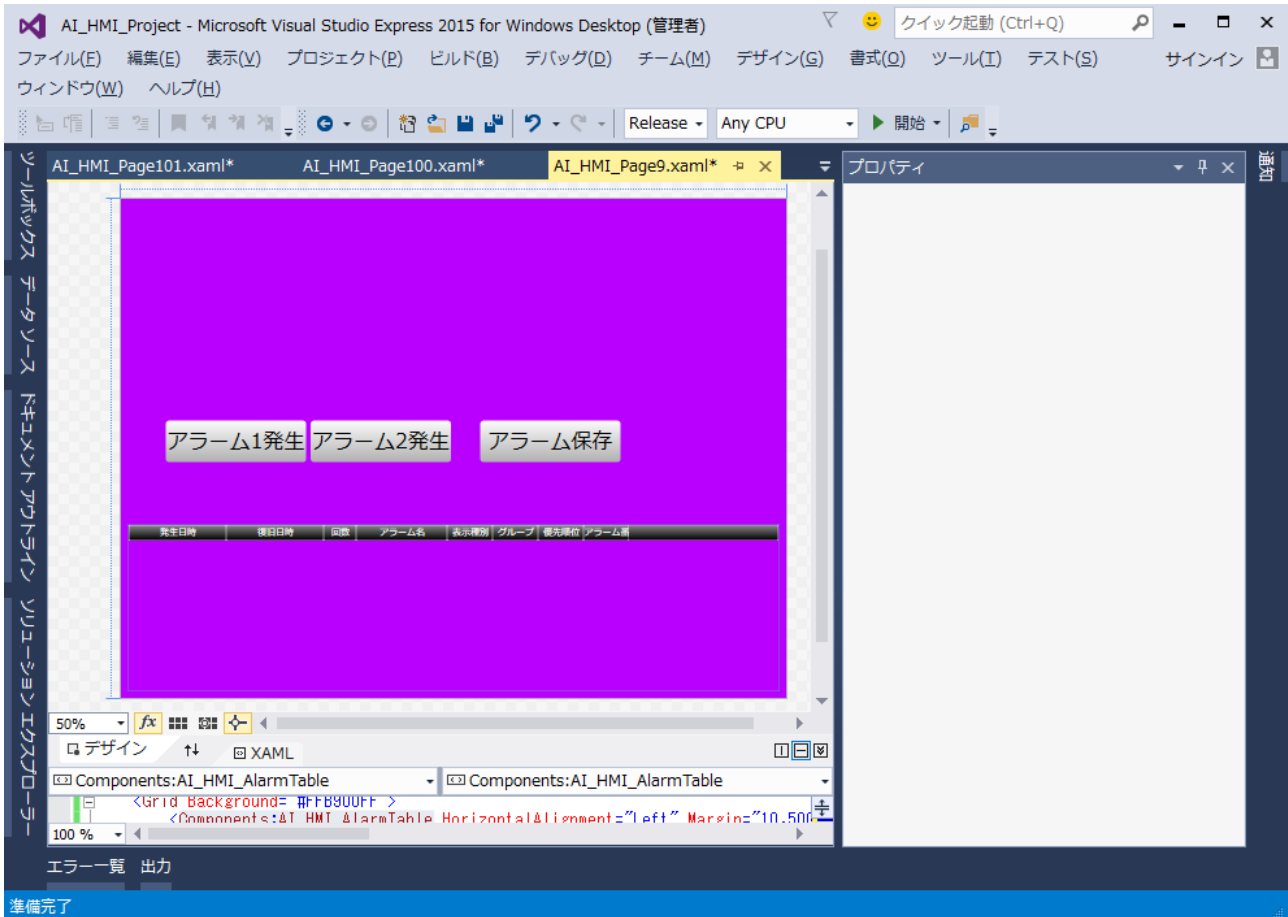 AI_HMI_Project - Microsoft Visual Studio Express 2015 for Windows Desktop (管理者)
クイック起動 (Ctrl+Q)
ファイル(F) 編集(E) 表示(V) プロジェクト(P) ビルド(B) デバッグ(D) チーム(M) デザイン(G) 書式(O) ツール(T) テスト(S) サインイン
ウィンドウ(W) ヘルプ(H)
Release Any CPU 開始
AI_HMI_Page101.xaml* AI_HMI_Page100.xaml* AI_HMI_Page9.xaml*
プロパティ
通知
ツールボックス
データ ソース
ドキュメント アウトライン
ソリューション エクスプローラー
アラーム1発生 アラーム2発生 アラーム保存
発生日時 復旧日時 回数 アラーム名 表示種別 グループ 優先順位 アラーム番
50% fx
デザイン XAML
Components:AI_HMI_AlarmTable Components:AI_HMI_AlarmTable
<Grid Background="#FFB900FF">
<Components:AI_HMI_AlarmTable HorizontalAlignment="Left" Margin="10,500
100 %
エラー一覧 出力
準備完了